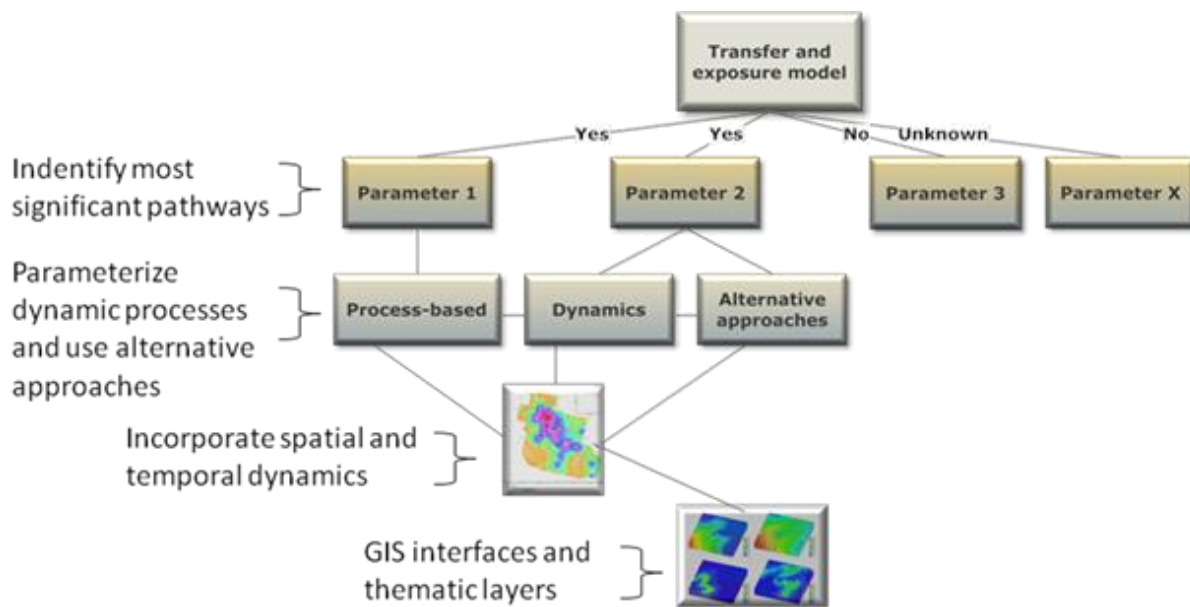 Transfer and
exposure model
Yes
Yes
No
Unknown
Indentify most
significant pathways
Parameter 1
Parameter 2
Parameter 3
Parameter X
Parameterize
dynamic processes
and use alternative
approaches
Process-based
Dynamics
Alternative
approaches
Incorporate spatial and
temporal dynamics
GIS interfaces and
thematic layers